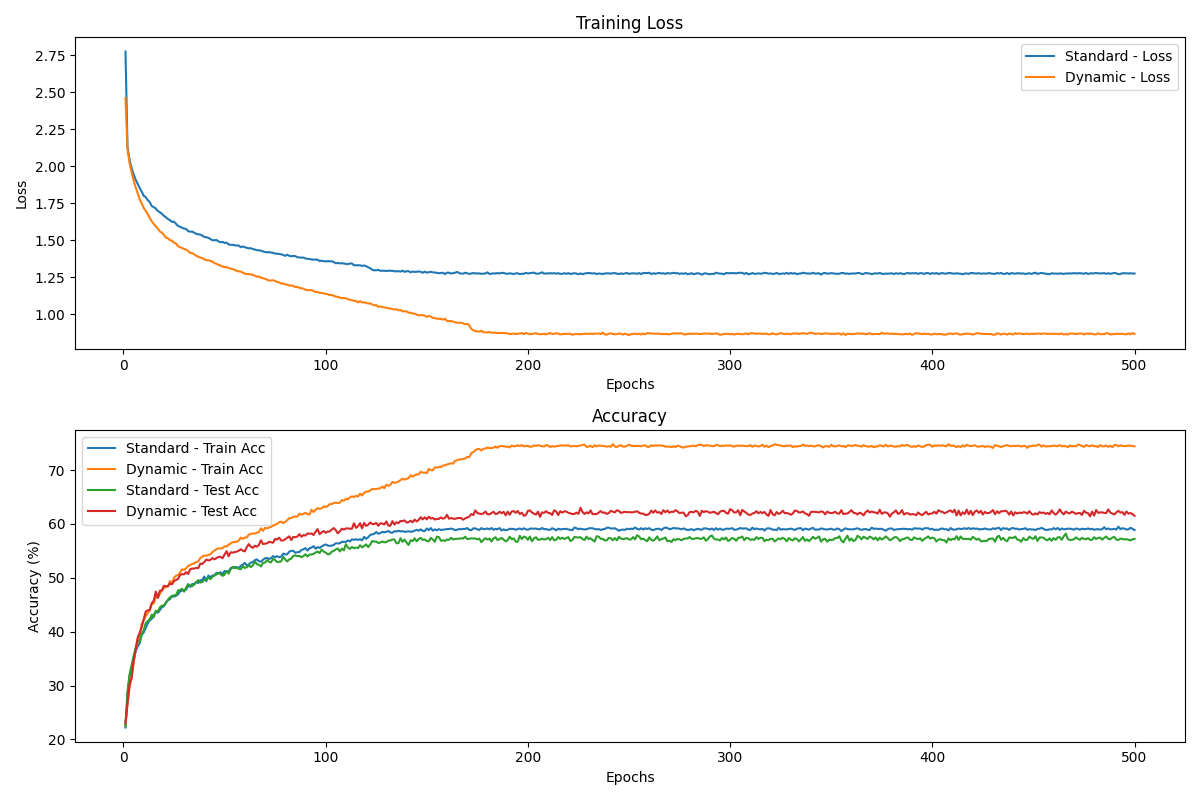 Training Loss
Standard - Loss
Dynamic - Loss
2.75
2.50
2.25
2.00
1.75
1.50
1.25
1.00
Loss
0
100
200
300
400
500
Epochs
Accuracy
Standard - Train Acc
Dynamic - Train Acc
Standard - Test Acc
Dynamic - Test Acc
70
60
50
40
30
20
Accuracy (%)
0
100
200
300
400
500
Epochs